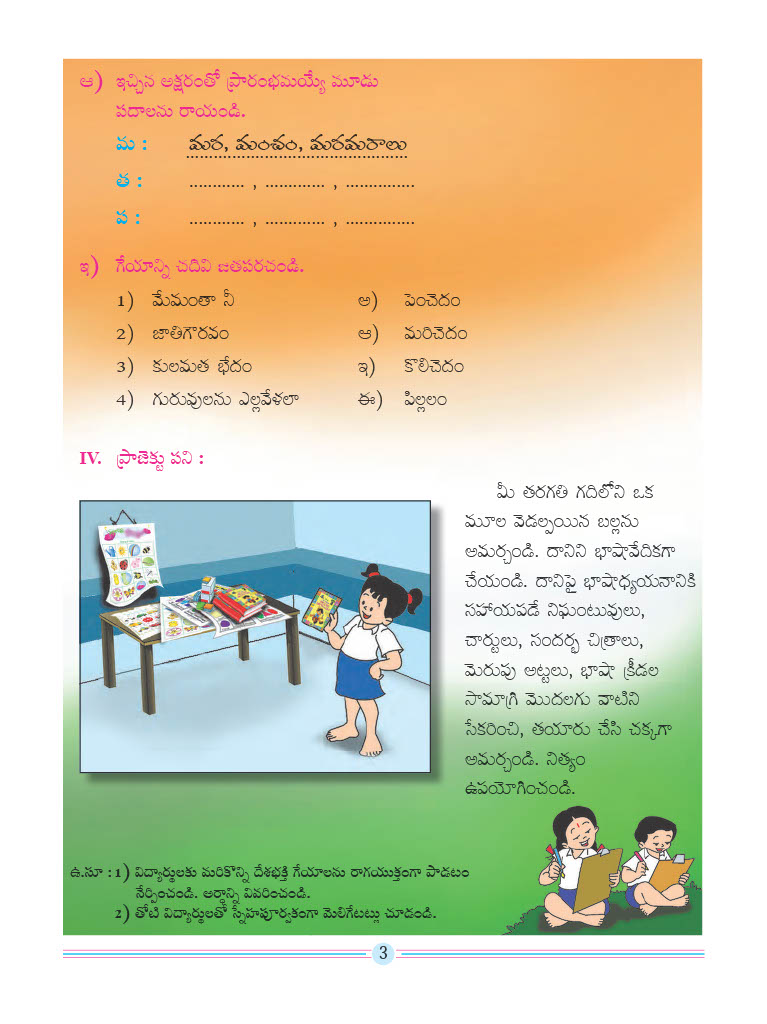 ఆ) ఇచ్చిన అక్షరంతో ప్రారంభమయ్యే మూడు
పదాలను రాయండి.
మ : మర, మంచం, మరమరాలు
త : ............ , ............. , ...............
ప : ............ , ............. , ...............
ఇ) గేయాన్ని చదివి జతపరచండి.
1) మేమంతా నీ అ) పెంచెదం
2) జాతిగౌరవం ఆ) మరిచెదం
3) కులమత భేదం ఇ) కొలిచెదం
4) గురువులను ఎల్లవేళలా ఈ) పిల్లలం
IV. ప్రాజెక్టు పని :
మీ తరగతి గదిలోని ఒక
మూల వెడల్పయిన బల్లను
అమర్చండి. దానిని భాషావేదికగా
చేయండి. దానిపై భాషాధ్యయనానికి
సహాయపడే నిఘంటువులు,
చార్టులు, సందర్భ చిత్రాలు,
మెరుపు అట్టలు, భాషా క్రీడల
సామాగ్రి మొదలగు వాటిని
సేకరించి, తయారు చేసి చక్కగా
అమర్చండి. నిత్యం
ఉపయోగించండి.
ఉ.సూ : 1) విద్యార్థులకు మరికొన్ని దేశభక్తి గేయాలను రాగయుక్తంగా పాడటం
నేర్పించండి. అర్థాన్ని వివరించండి.
2) తోటి విద్యార్థులతో స్నేహపూర్వకంగా మెలిగేటట్లు చూడండి.
3